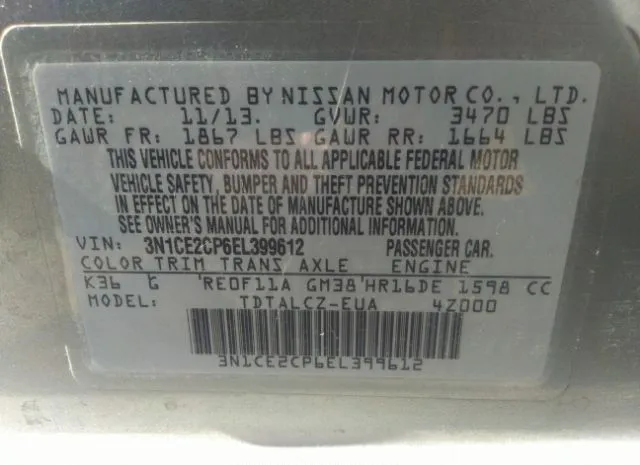 MANUFACTURED BY NISSAN MOTOR CO., LTD.
DATE: 11/13. GVWR: 3470 LBS
GAWR FR: 1867 LBS GAWR RR: 1664 LBS
THIS VEHICLE CONFORMS TO ALL APPLICABLE FEDERAL MOTOR
VEHICLE SAFETY, BUMPER AND THEFT PREVENTION STANDARDS
IN EFFECT ON THE DATE OF MANUFACTURE SHOWN ABOVE.
SEE OWNER'S MANUAL FOR ADDITIONAL INFORMATION.
VIN: 3N1CE2CP6EL399612 PASSENGER CAR.
COLOR TRIM TRANS AXLE ENGINE
K36 G RE0F11A GM38 HR16DE 1598 CC
MODEL: TDTALCZ-EUA 4Z000
3N1CE2CP6EL399612